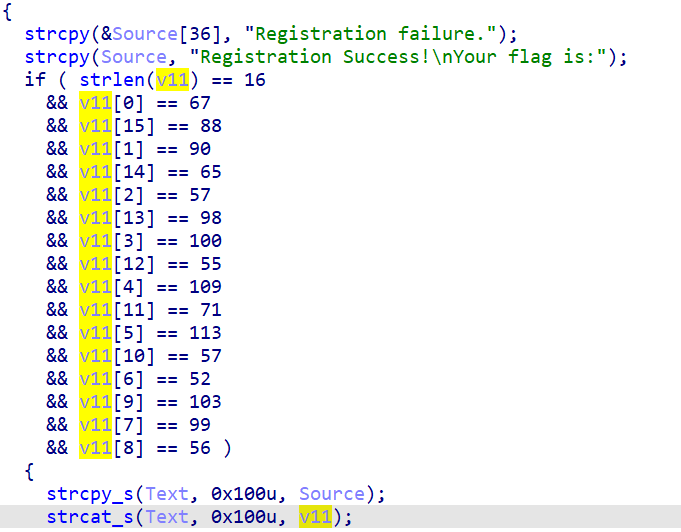 {
strcpy(&Source[36], "Registration failure.");
strcpy(Source, "Registration Success!\nYour flag is:");
if ( strlen(v11) == 16
&& v11[0] == 67
&& v11[15] == 88
&& v11[1] == 90
&& v11[14] == 65
&& v11[2] == 57
&& v11[13] == 98
&& v11[3] == 100
&& v11[12] == 55
&& v11[4] == 109
&& v11[11] == 71
&& v11[5] == 113
&& v11[10] == 57
&& v11[6] == 52
&& v11[9] == 103
&& v11[7] == 99
&& v11[8] == 56 )
{
strcpy_s(Text, 0x100u, Source);
strcat_s(Text, 0x100u, v11);